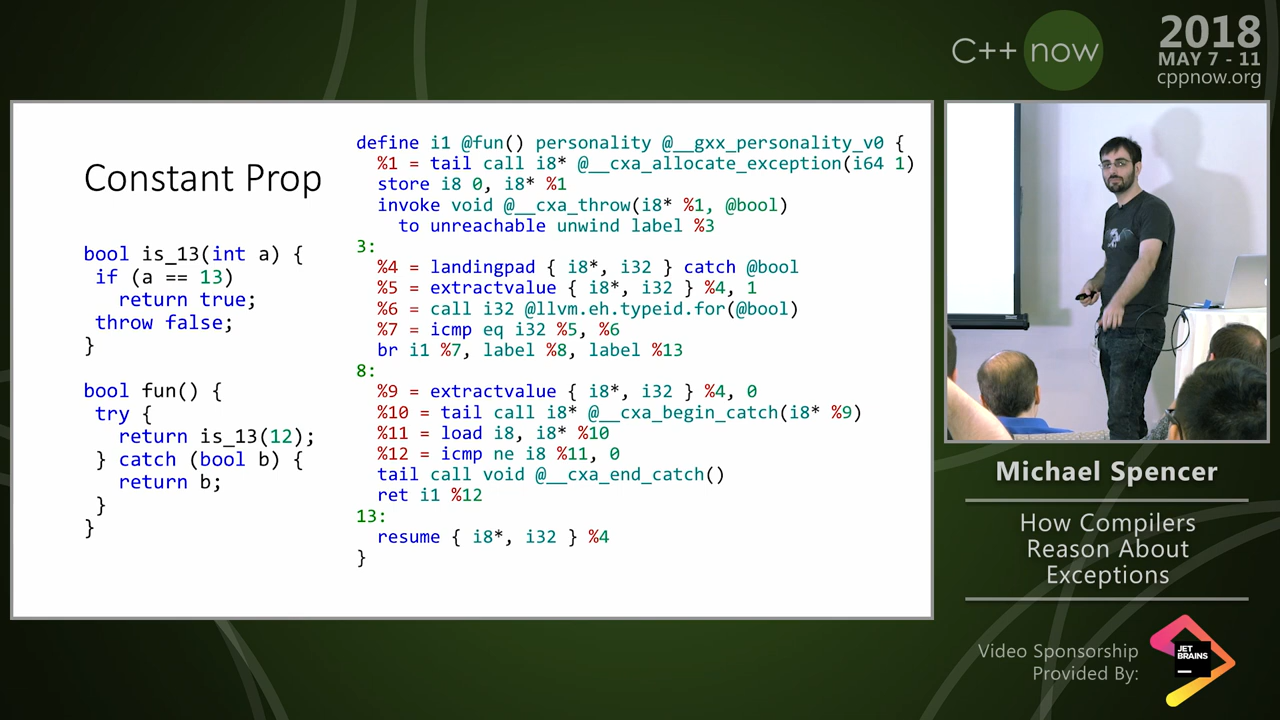 C++ now
2018
MAY 7 - 11
cppnow.org
Constant Prop
bool is_13(int a) {
if (a == 13)
return true;
throw false;
}
bool fun() {
try {
return is_13(12);
} catch (bool b) {
return b;
}
}
define i1 @fun() personality @__gxx_personality_v0 {
%1 = tail call i8* @__cxa_allocate_exception(i64 1)
store i8 0, i8* %1
invoke void @__cxa_throw(i8* %1, @bool)
to unreachable unwind label %3
3:
%4 = landingpad { i8*, i32 } catch @bool
%5 = extractvalue { i8*, i32 } %4, 1
%6 = call i32 @llvm.eh.typeid.for(@bool)
%7 = icmp eq i32 %5, %6
br i1 %7, label %8, label %13
8:
%9 = extractvalue { i8*, i32 } %4, 0
%10 = tail call i8* @__cxa_begin_catch(i8* %9)
%11 = load i8, i8* %10
%12 = icmp ne i8 %11, 0
tail call void @__cxa_end_catch()
ret i1 %12
13:
resume { i8*, i32 } %4
}
Michael Spencer
How Compilers
Reason About
Exceptions
Video Sponsorship
Provided By:
JET
BRAINS